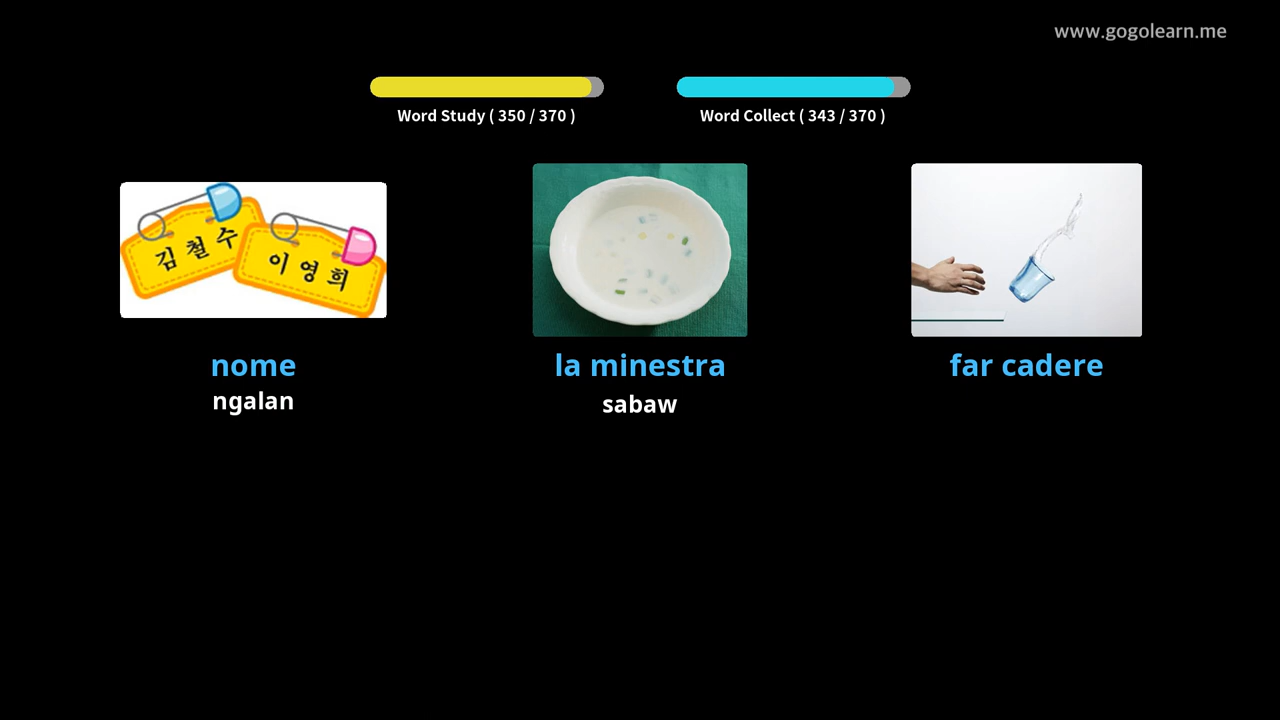 www.gogolearn.me
Word Study ( 350 / 370 )
Word Collect ( 343 / 370 )
김철수
이영희
nome
la minestra
far cadere
ngalan
sabaw